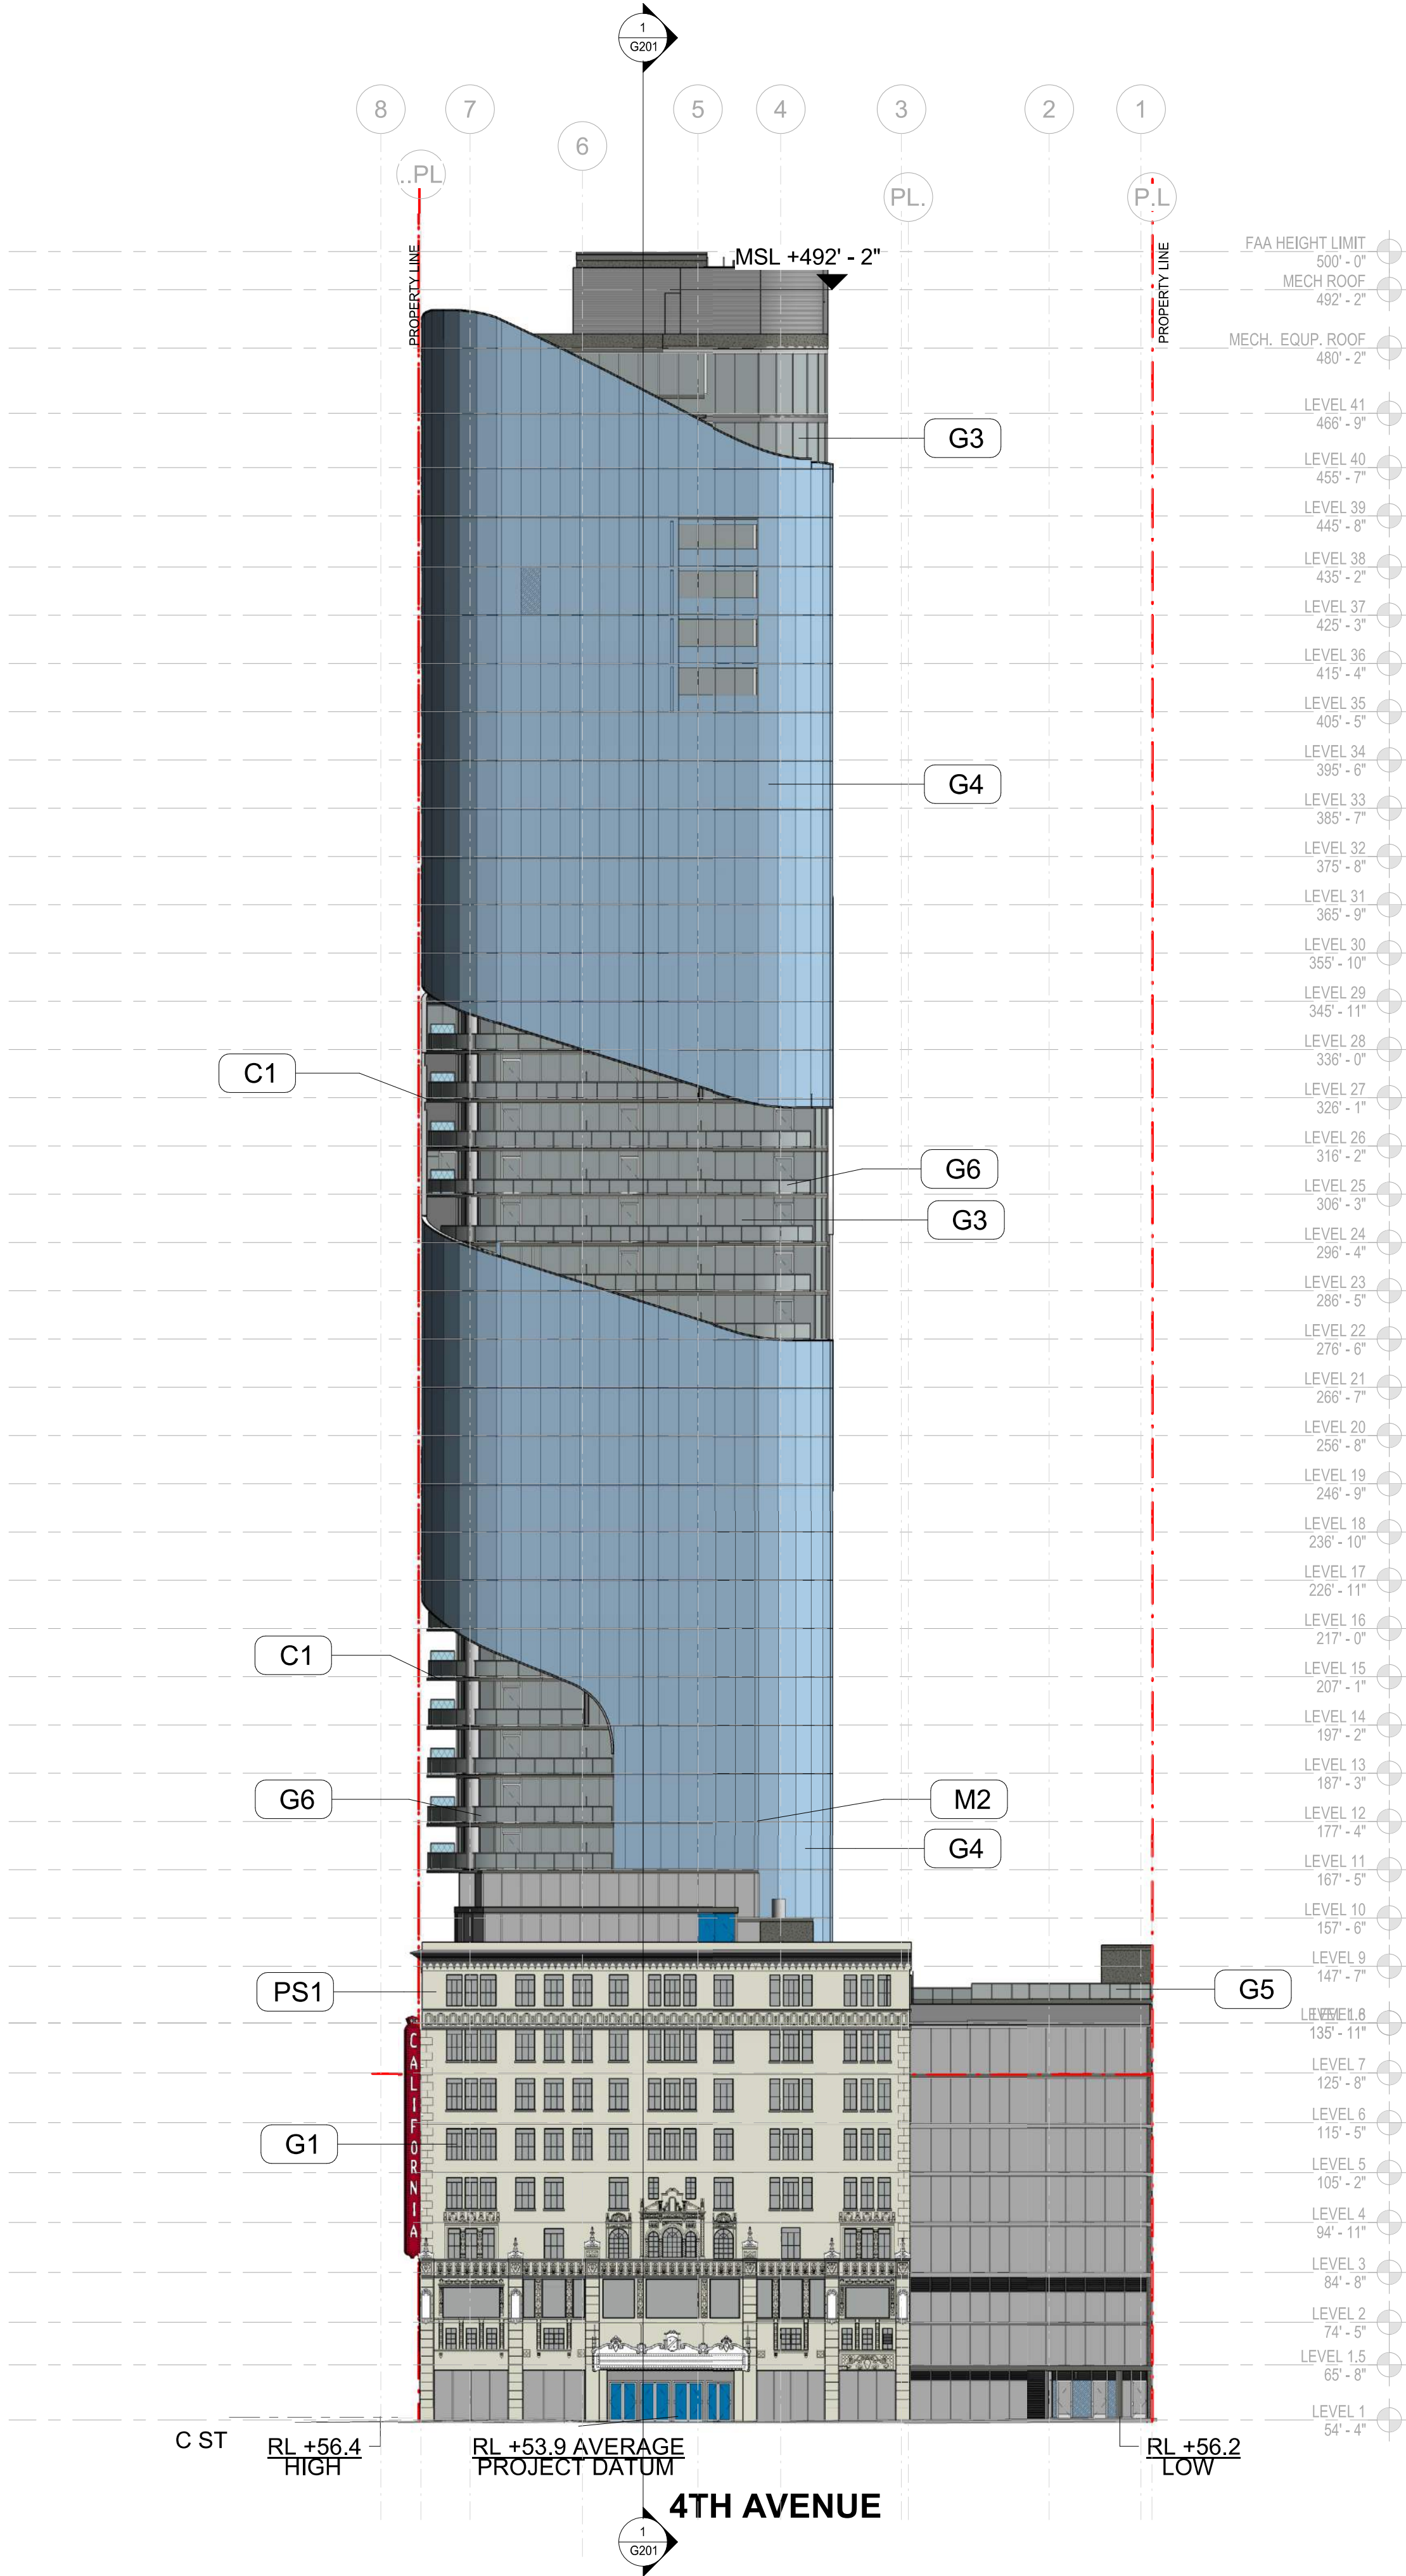 1
G201
8
7
6
5
4
3
2
1
..PL
PL.
P.L
PROPERTY LINE
PROPERTY LINE
MSL +492' - 2"
FAA HEIGHT LIMIT
500' - 0"
MECH ROOF
492' - 2"
MECH. EQUP. ROOF
480' - 2"
LEVEL 41
466' - 9"
G3
LEVEL 40
455' - 7"
LEVEL 39
445' - 8"
LEVEL 38
435' - 2"
LEVEL 37
425' - 3"
LEVEL 36
415' - 4"
LEVEL 35
405' - 5"
LEVEL 34
395' - 6"
G4
LEVEL 33
385' - 7"
LEVEL 32
375' - 8"
LEVEL 31
365' - 9"
LEVEL 30
355' - 10"
LEVEL 29
345' - 11"
LEVEL 28
336' - 0"
C1
LEVEL 27
326' - 1"
LEVEL 26
316' - 2"
G6
LEVEL 25
306' - 3"
G3
LEVEL 24
296' - 4"
LEVEL 23
286' - 5"
LEVEL 22
276' - 6"
LEVEL 21
266' - 7"
LEVEL 20
256' - 8"
LEVEL 19
246' - 9"
LEVEL 18
236' - 10"
LEVEL 17
226' - 11"
LEVEL 16
217' - 0"
C1
LEVEL 15
207' - 1"
LEVEL 14
197' - 2"
LEVEL 13
187' - 3"
G6
M2
LEVEL 12
177' - 4"
G4
LEVEL 11
167' - 5"
LEVEL 10
157' - 6"
LEVEL 9
147' - 7"
PS1
G5
135' - 11"
CALIFORNIA
LEVEL 7
125' - 8"
LEVEL 6
115' - 5"
G1
LEVEL 5
105' - 2"
LEVEL 4
94' - 11"
LEVEL 3
84' - 8"
LEVEL 2
74' - 5"
LEVEL 1.5
65' - 8"
LEVEL 1
54' - 4"
C ST
RL +56.4
HIGH
RL +53.9 AVERAGE
PROJECT DATUM
RL +56.2
LOW
4TH AVENUE
1
G201